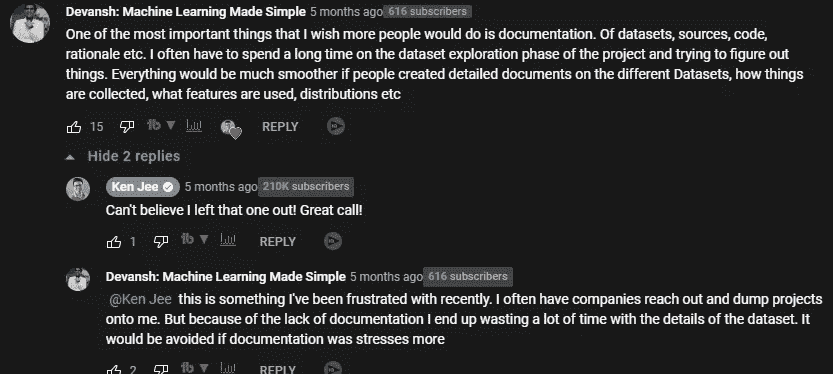 Devansh: Machine Learning Made Simple 5 months ago 616 subscribers
One of the most important things that I wish more people would do is documentation. Of datasets, sources, code,
rationale etc. I often have to spend a long time on the dataset exploration phase of the project and trying to figure out
things. Everything would be much smoother if people created detailed documents on the different Datasets, how things
are collected, what features are used, distributions etc
15 REPLY
Hide 2 replies
Ken Jee 5 months ago 210K subscribers
Can't believe I left that one out! Great call!
1 REPLY
Devansh: Machine Learning Made Simple 5 months ago 616 subscribers
@Ken Jee this is something I've been frustrated with recently. I often have companies reach out and dump projects
onto me. But because of the lack of documentation I end up wasting a lot of time with the details of the dataset. It
would be avoided if documentation was stresses more
2 REPLY